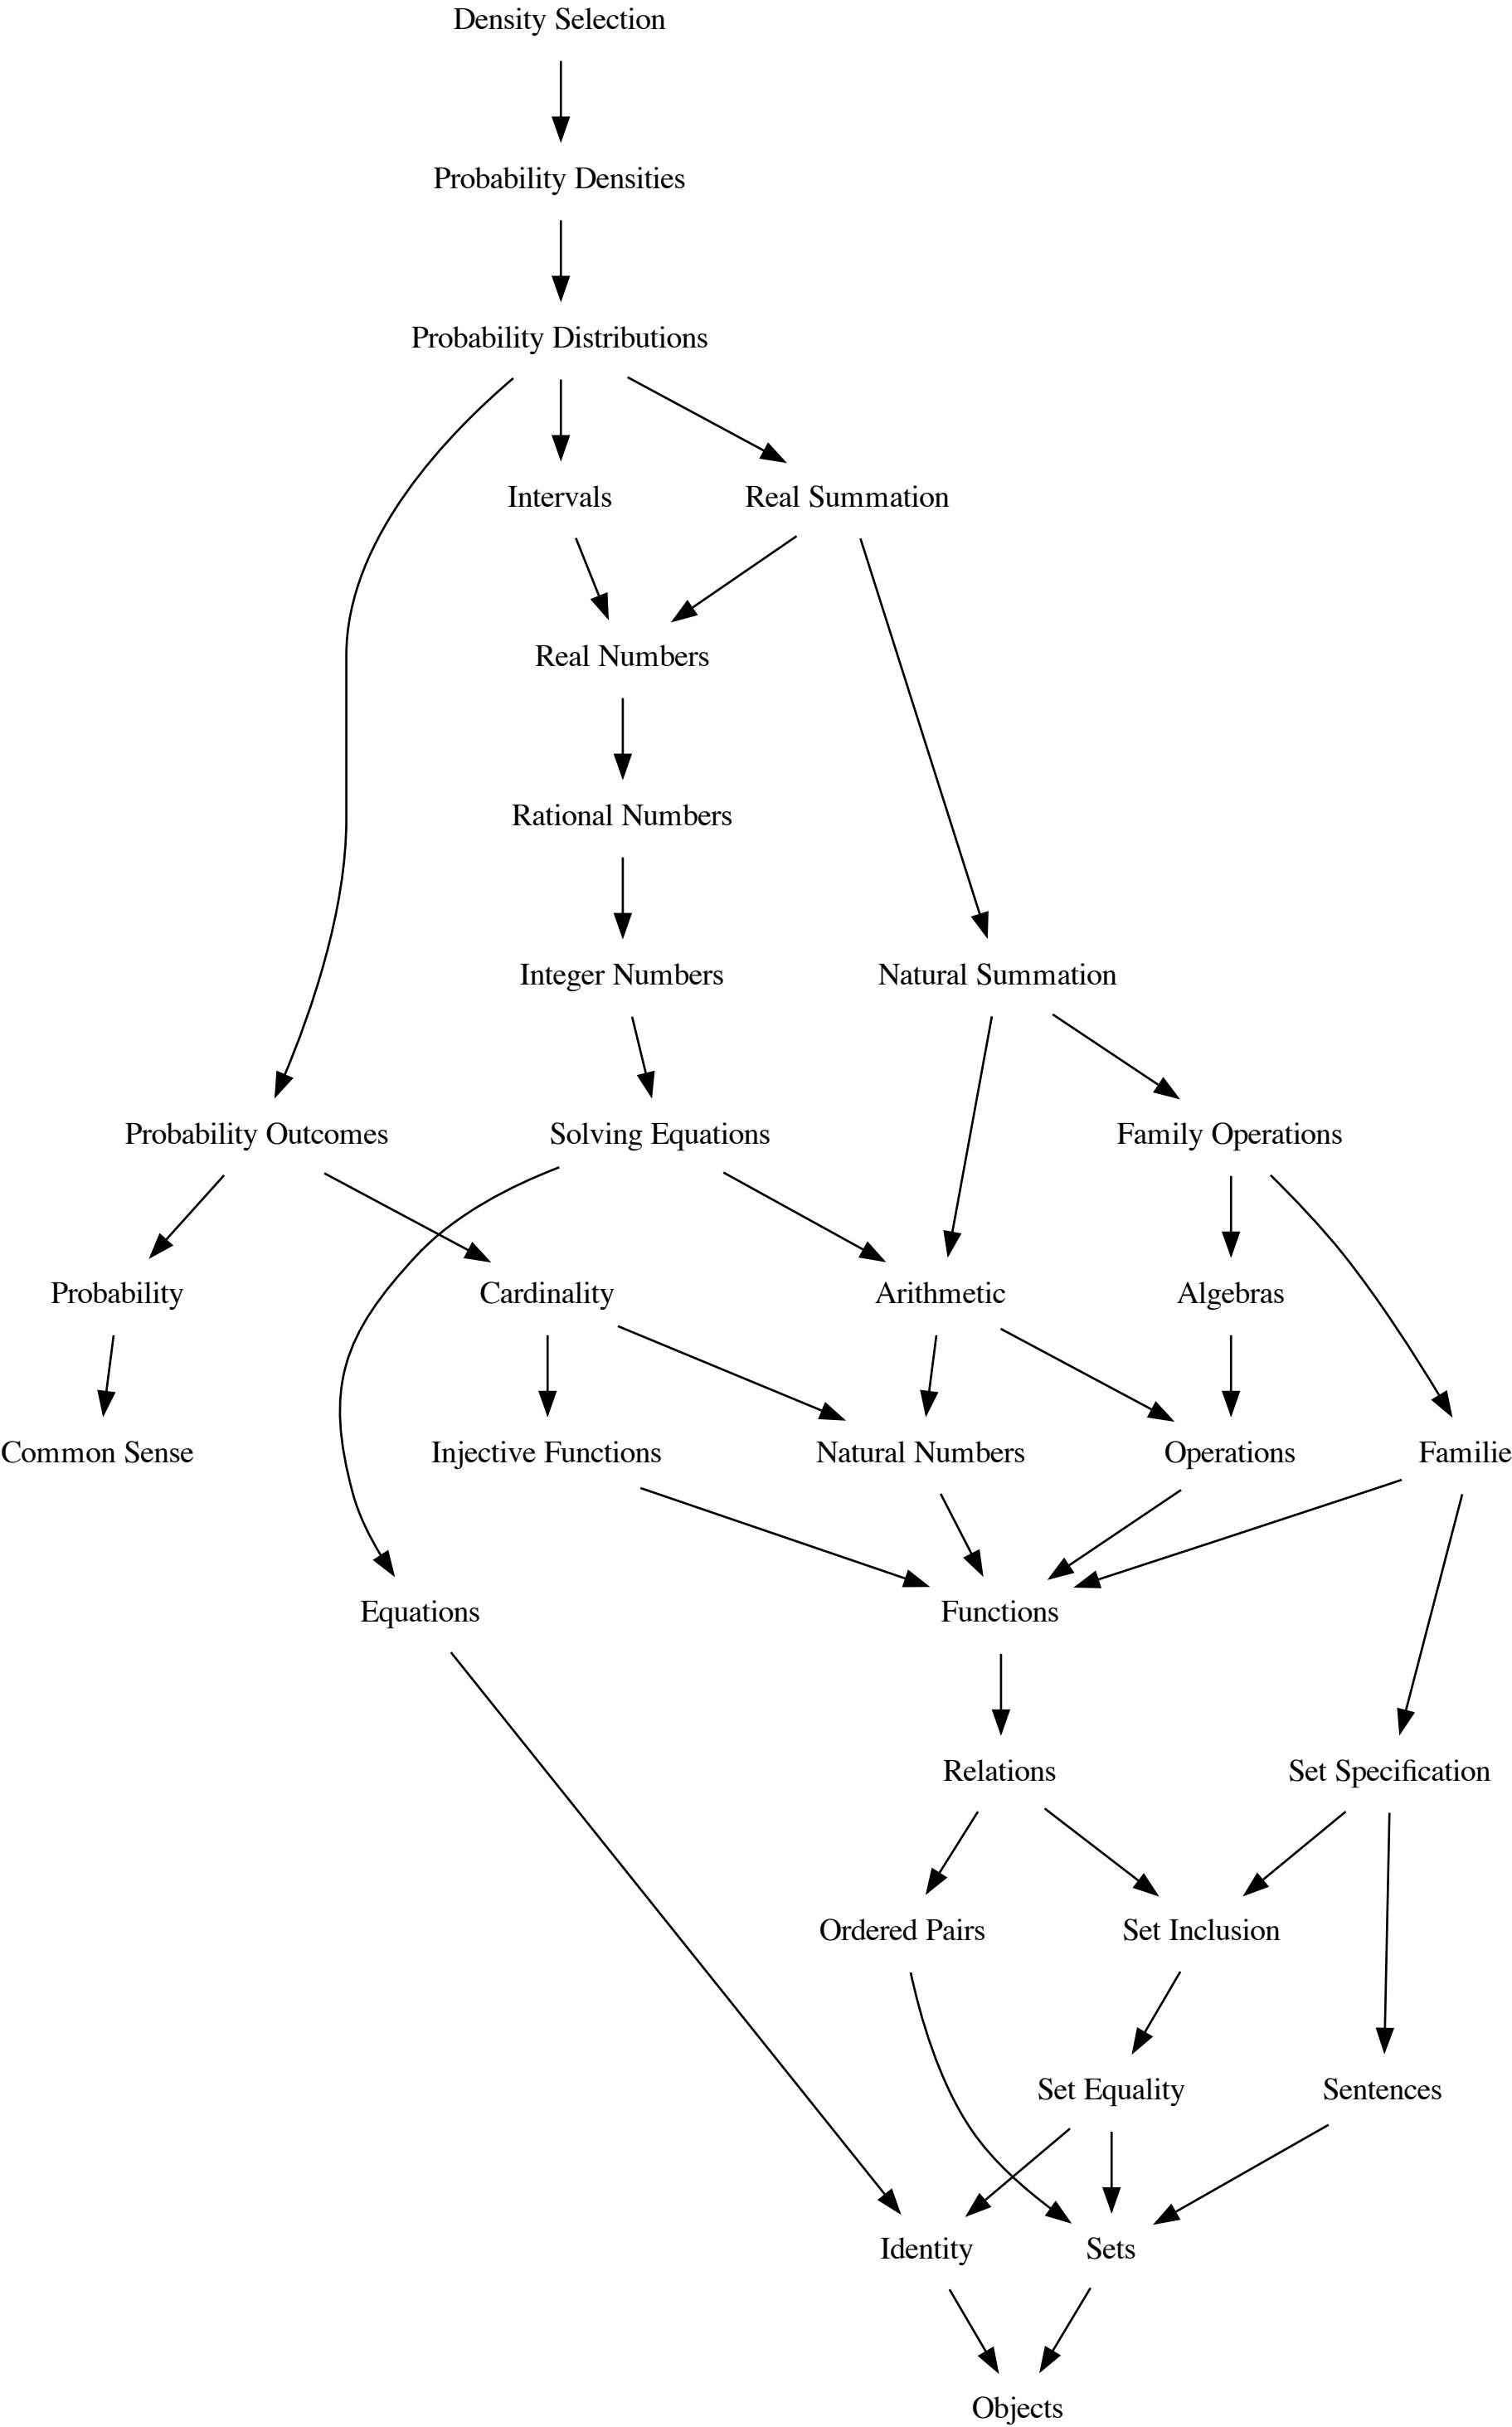 Density Selection
Probability Densities
Probability Distributions
Intervals
Real Summation
Real Numbers
Rational Numbers
Integer Numbers
Natural Summation
Probability Outcomes
Solving Equations
Family Operations
Probability
Cardinality
Arithmetic
Algebras
Common Sense
Injective Functions
Natural Numbers
Operations
Familie
Equations
Functions
Relations
Set Specification
Ordered Pairs
Set Inclusion
Set Equality
Sentences
Identity
Sets
Objects